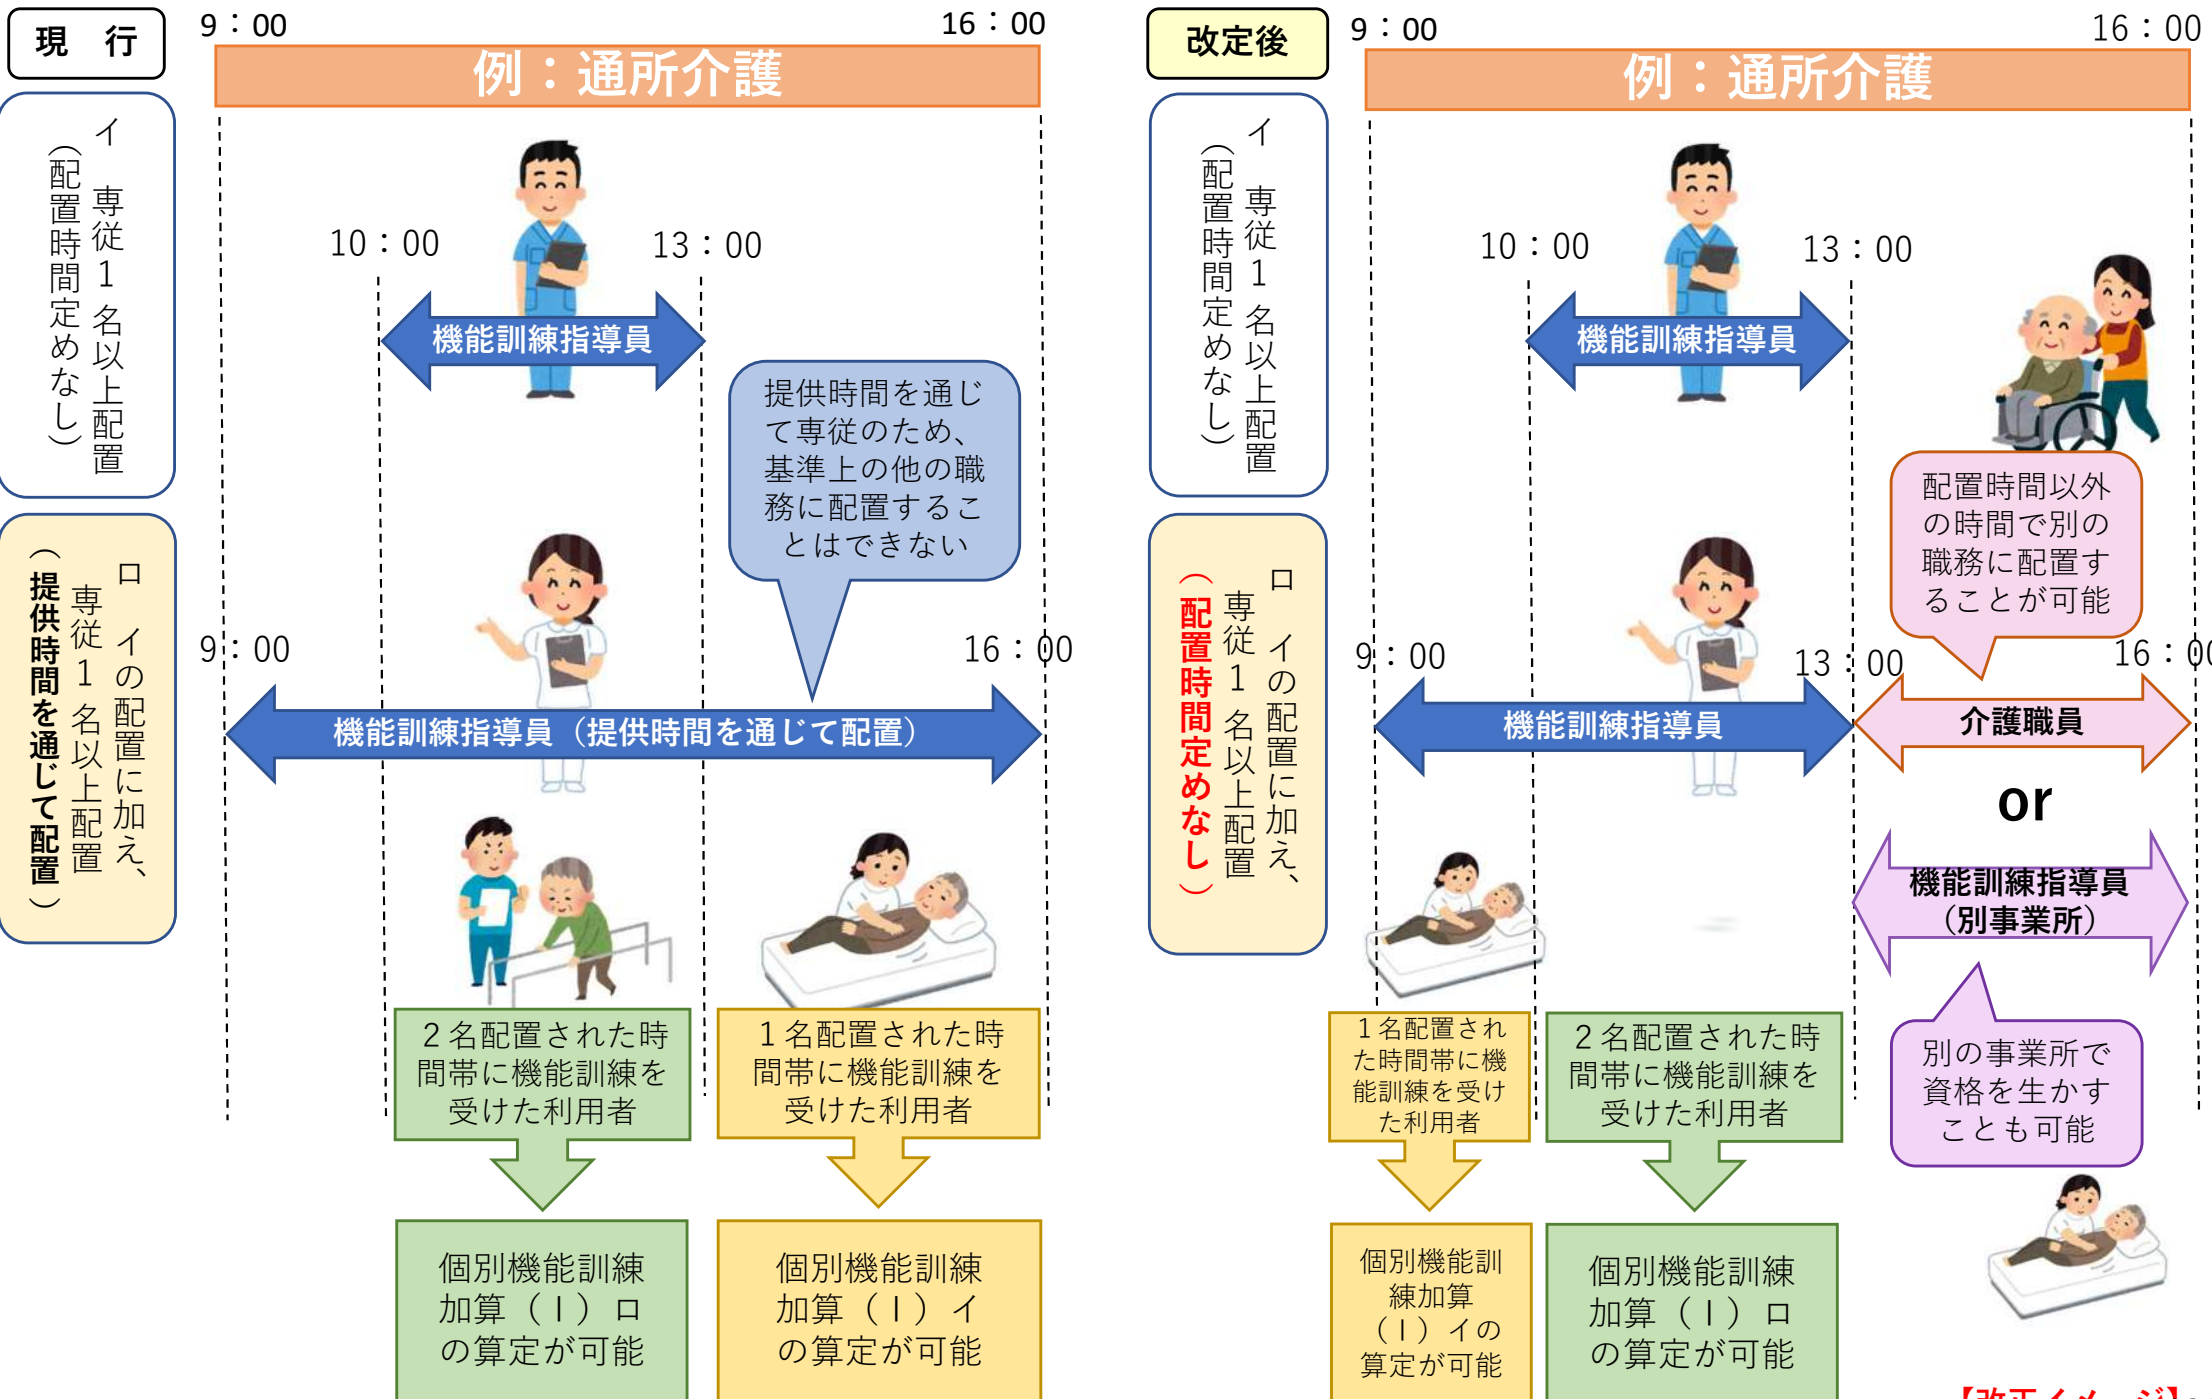 現　行
9：00
16：00
例：通所介護
イ　専従１名以上配置
（配置時間定めなし）
10：00
13：00
機能訓練指導員
提供時間を通じ
て専従のため、
基準上の他の職
務に配置するこ
とはできない
ロ　イの配置に加え、
専従１名以上配置
（提供時間を通じて配置）
9：00
16：00
機能訓練指導員（提供時間を通じて配置）
２名配置された時
間帯に機能訓練を
受けた利用者
１名配置された時
間帯に機能訓練を
受けた利用者
個別機能訓練
加算（Ⅰ）ロ
の算定が可能
個別機能訓練
加算（Ⅰ）イ
の算定が可能
改定後
9：00
16：00
例：通所介護
イ　専従１名以上配置
（配置時間定めなし）
10：00
13：00
機能訓練指導員
配置時間以外
の時間で別の
職務に配置す
ることが可能
ロ　イの配置に加え、
専従１名以上配置
（配置時間定めなし）
9：00
13：00
16：00
機能訓練指導員
介護職員
or
機能訓練指導員
（別事業所）
別の事業所で
資格を生かす
ことも可能
１名配置され
た時間帯に機
能訓練を受け
た利用者
２名配置された時
間帯に機能訓練を
受けた利用者
個別機能訓
練加算
（Ⅰ）イの
算定が可能
個別機能訓練
加算（Ⅰ）ロ
の算定が可能
【改正イメージ】